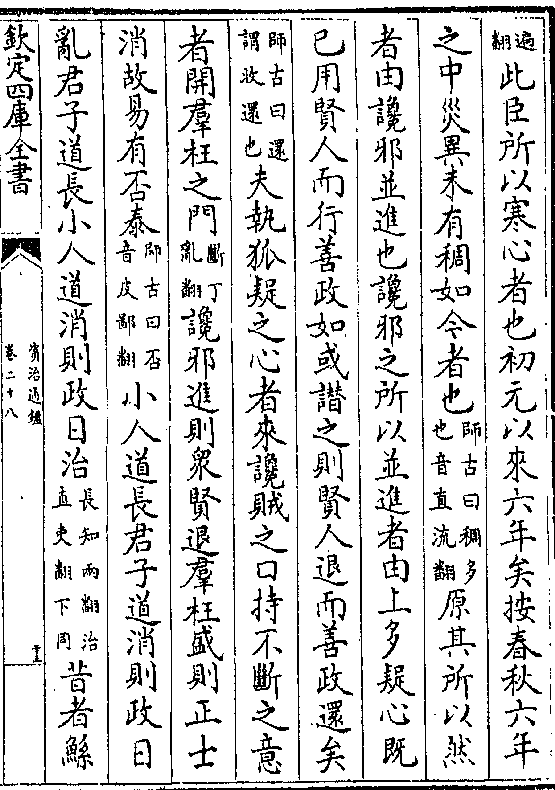 遍翻此臣所以寒心者也初元以來六年矣按春秋六年
之中災異未有稠如今者也師古曰稠多也音直流翻原其所以然
者由讒邪並進也讒邪之所以並進者由上多疑心既
已用賢人而行善政如或譖之則賢人退而善政還矣
師古曰還謂收還也夫執狐疑之心者來讒賊之口持不斷之意
者開羣枉之門斷丁亂翻讒邪進則衆賢退羣枉盛則正士
消故易有否泰師古曰否音皮鄙翻小人道長君子道消則政日
亂君子道長小人道消則政日治長知兩翻治直吏翻下同昔者鯀
欽定四庫全書
資治通鑑
卷二十八